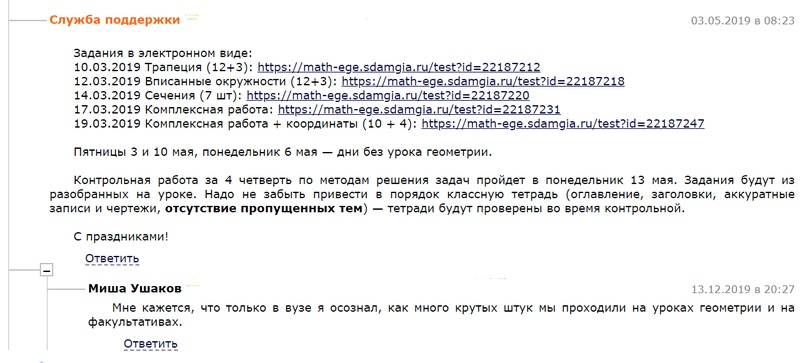 Служба поддержки
03.05.2019 в 08:23
Задания в электронном виде:
10.03.2019 Трапеция (12+3): https://math-ege.sdamgia.ru/test?id=22187212
12.03.2019 Вписанные окружности (12+3): https://math-ege.sdamgia.ru/test?id=22187218
14.03.2019 Сечения (7 шт): https://math-ege.sdamgia.ru/test?id=22187220
17.03.2019 Комплексная работа: https://math-ege.sdamgia.ru/test?id=22187231
19.03.2019 Комплексная работа + координаты (10 + 4): https://math-ege.sdamgia.ru/test?id=22187247
Пятницы 3 и 10 мая, понедельник 6 мая — дни без урока геометрии.
Контрольная работа за 4 четверть по методам решения задач пройдет в понедельник 13 мая. Задания будут из
разобранных на уроке. Надо не забыть привести в порядок классную тетрадь (оглавление, заголовки, аккуратные
записи и чертежи, отсутствие пропущенных тем) — тетради будут проверены во время контрольной.
С праздниками!
Ответить
Миша Ушаков
13.12.2019 в 20:27
Мне кажется, что только в вузе я осознал, как много крутых штук мы проходили на уроках геометрии и на
факультативах.
Ответить